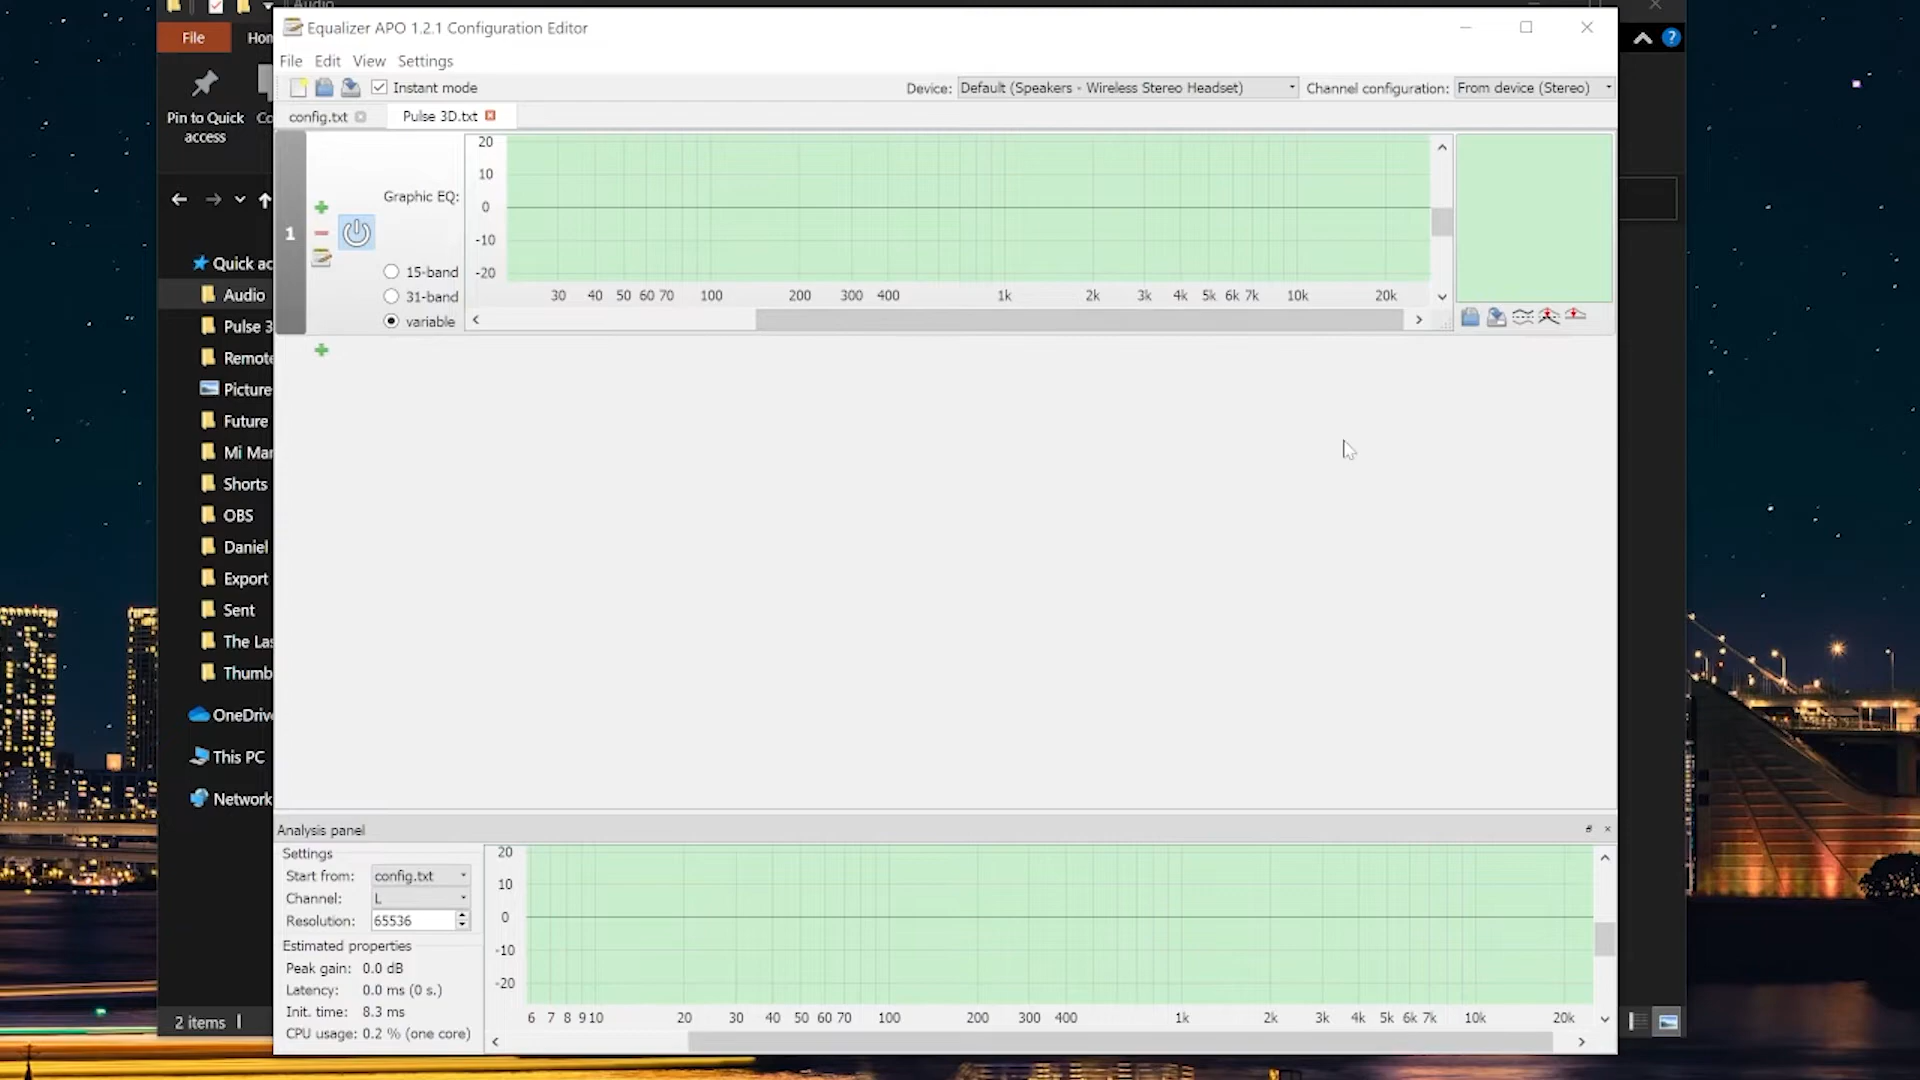 Audio
Equalizer APO 1.2.1 Configuration Editor
File
File Edit View Settings
Instant mode
Device: Default (Speakers - Wireless Stereo Headset)
Channel configuration: From device (Stereo)
Pin to Quick
access
config.txt
Pulse 3D.txt
1
Graphic EQ:
15-band
31-band
variable
20
10
0
-10
-20
30 40 50 60 70 100 200 300 400 1k 2k 3k 4k 5k 6k 7k 10k 20k
Quick ac
Audio
Pulse 3
Remote
Picture
Future
Mi Mar
Shorts
OBS
Daniel
Export
Sent
The Las
Thumb
OneDrive
This PC
Network
2 items
Analysis panel
Settings
Start from: config.txt
Channel: L
Resolution: 65536
Estimated properties
Peak gain: 0.0 dB
Latency: 0.0 ms (0 s.)
Init. time: 8.3 ms
CPU usage: 0.2 % (one core)
20
10
0
-10
-20
6 7 8 9 10 20 30 40 50 60 70 100 200 300 400 1k 2k 3k 4k 5k 6k 7k 10k 20k